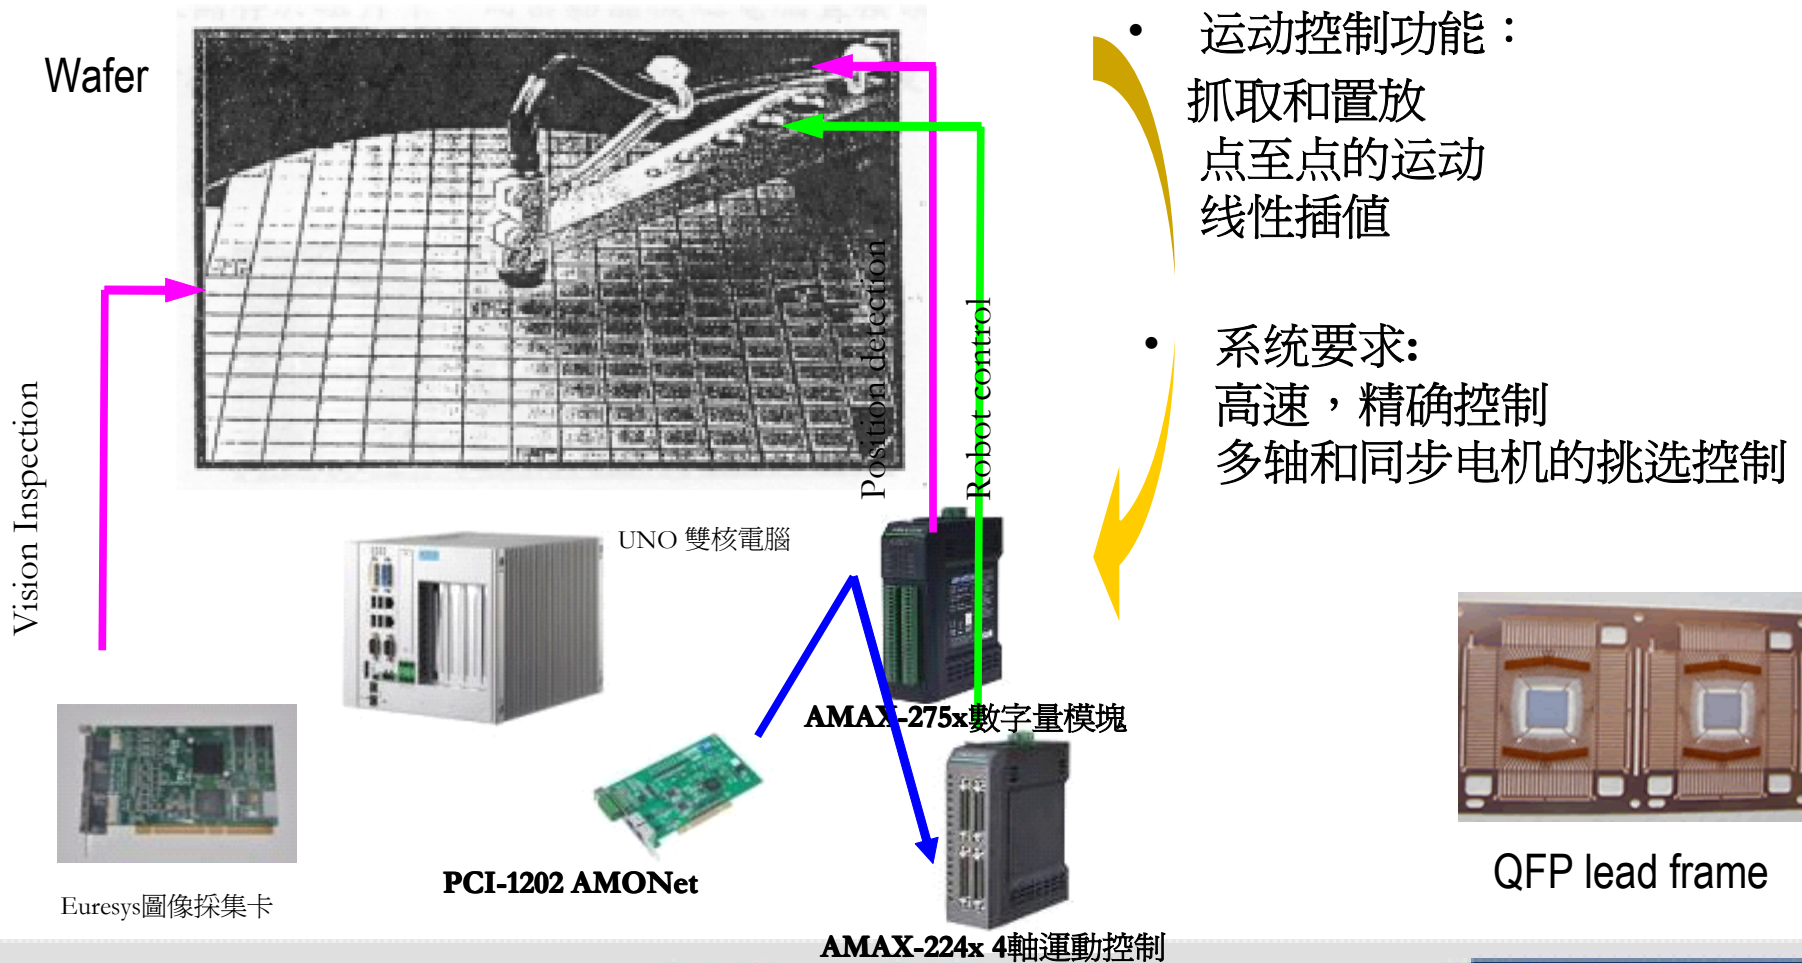 Wafer
• 运动控制功能：
抓取和置放
点至点的运动
线性插值
• 系统要求:
高速，精确控制
多轴和同步电机的挑选控制
Vision Inspection
Position detection
Robot control
UNO 雙核電腦
AMAX-275x數字量模塊
PCI-1202 AMONet
Euresys圖像採集卡
AMAX-224x 4軸運動控制
QFP lead frame